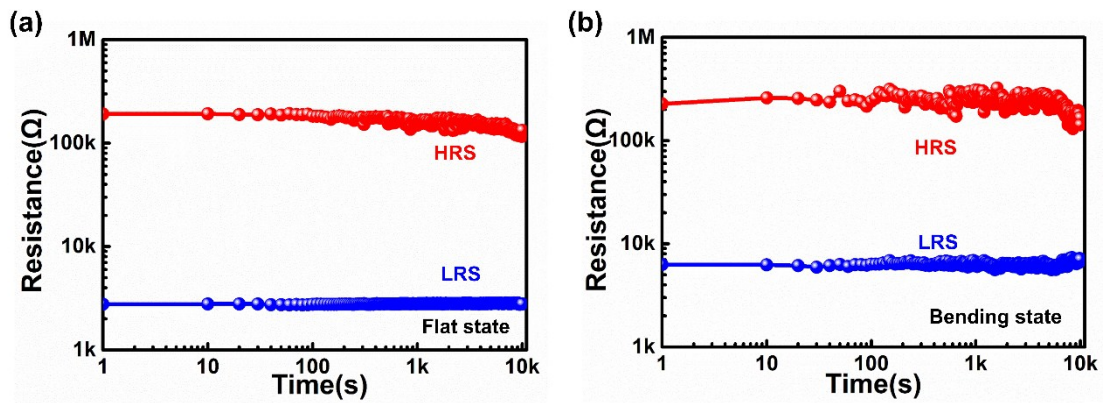 (a)
Resistance(Ω)
1M
100k
10k
1k
HRS
LRS
Flat state
1
10
100
1k
10k
Time(s)
(b)
Resistance(Ω)
1M
100k
10k
1k
HRS
LRS
Bending state
1
10
100
1k
10k
Time(s)